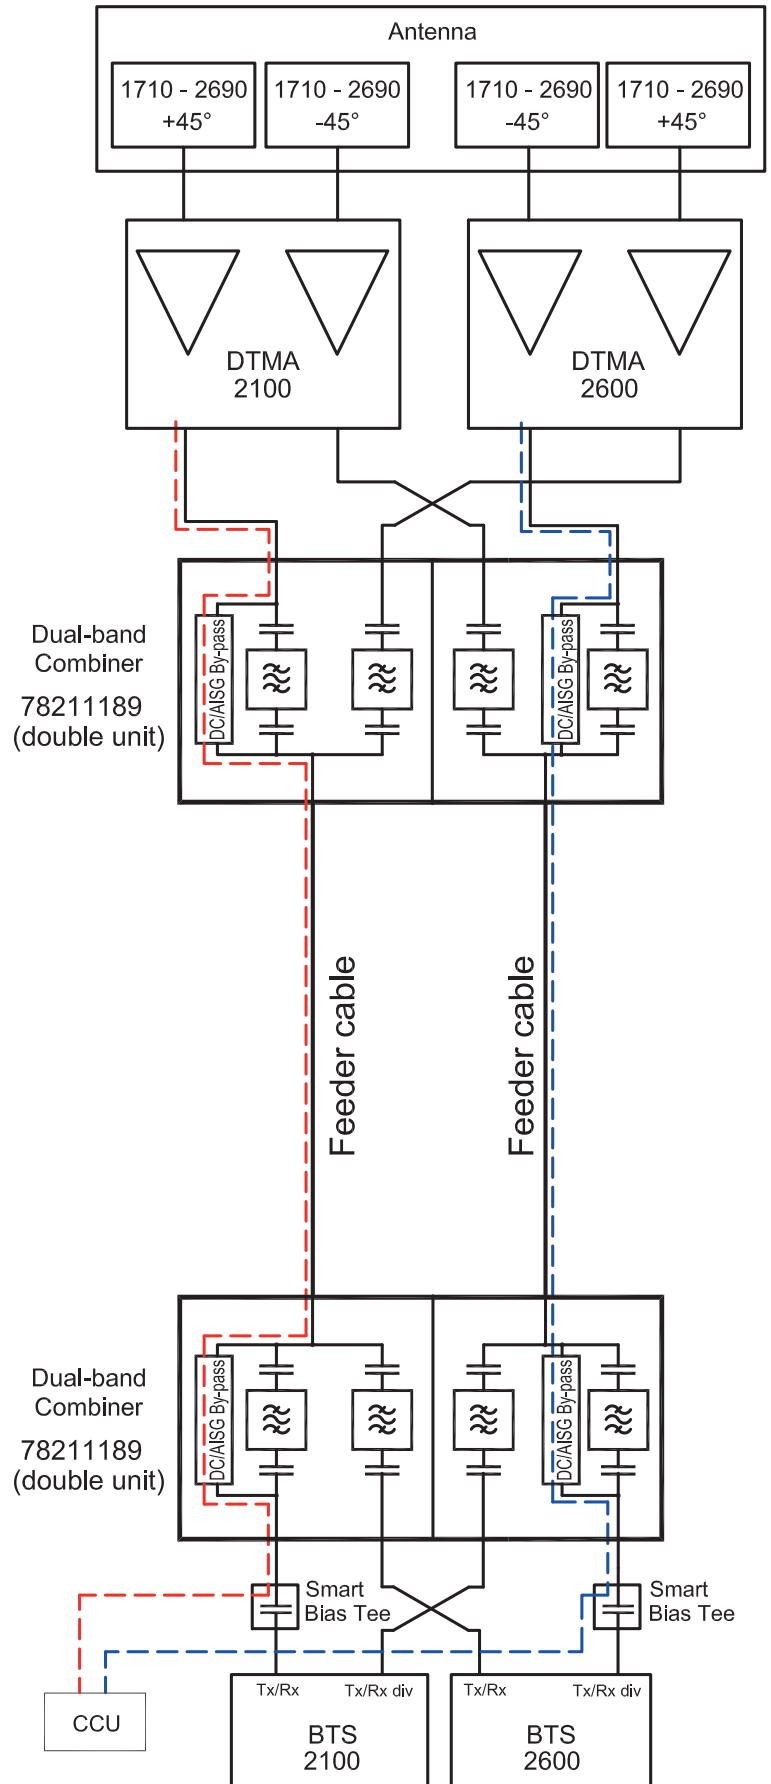 Antenna
1710 - 2690
+45°
1710 - 2690
-45°
1710 - 2690
-45°
1710 - 2690
+45°
DTMA
2100
DTMA
2600
Dual-band
Combiner
78211189
(double unit)
DC/AISG By-pass
DC/AISG By-pass
Feeder cable
Feeder cable
Dual-band
Combiner
78211189
(double unit)
DC/AISG By-pass
DC/AISG By-pass
Smart
Bias Tee
Smart
Bias Tee
CCU
Tx/Rx
Tx/Rx div
BTS
2100
Tx/Rx
Tx/Rx div
BTS
2600